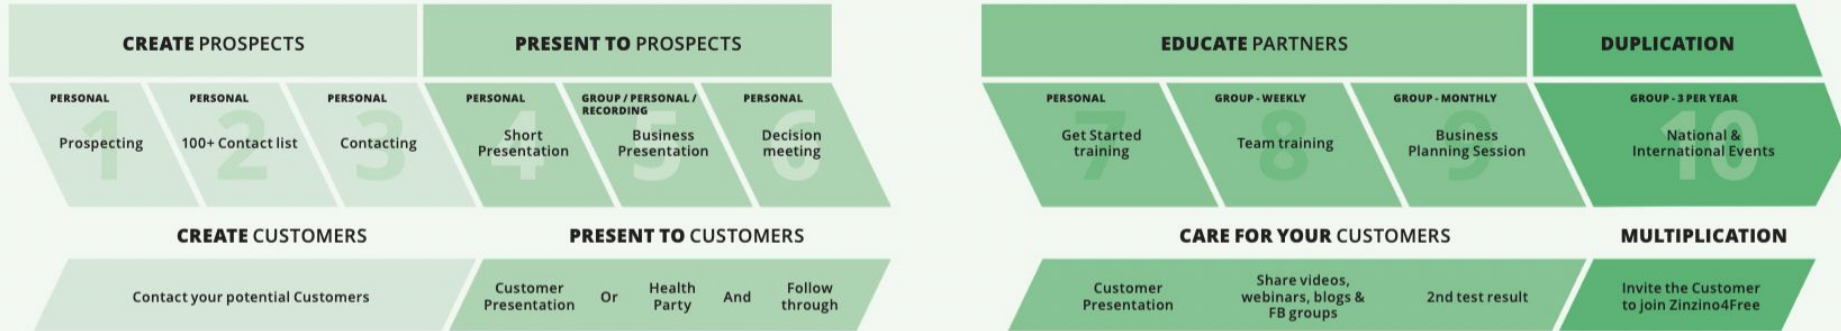 CREATE PROSPECTS
PRESENT TO PROSPECTS
EDUCATE PARTNERS
DUPLICATION
PERSONAL
1
Prospecting
PERSONAL
2
100+ Contact list
PERSONAL
3
Contacting
PERSONAL
4
Short
Presentation
GROUP / PERSONAL /
RECORDING
5
Business
Presentation
PERSONAL
6
Decision
meeting
PERSONAL
7
Get Started
training
GROUP - WEEKLY
8
Team training
GROUP - MONTHLY
9
Business
Planning Session
GROUP - 3 PER YEAR
10
National &
International Events
CREATE CUSTOMERS
PRESENT TO CUSTOMERS
CARE FOR YOUR CUSTOMERS
MULTIPLICATION
Contact your potential Customers
Customer
Presentation
Or
Health
Party
And
Follow
through
Customer
Presentation
Share videos,
webinars, blogs &
FB groups
2nd test result
Invite the Customer
to join Zinzino4Free